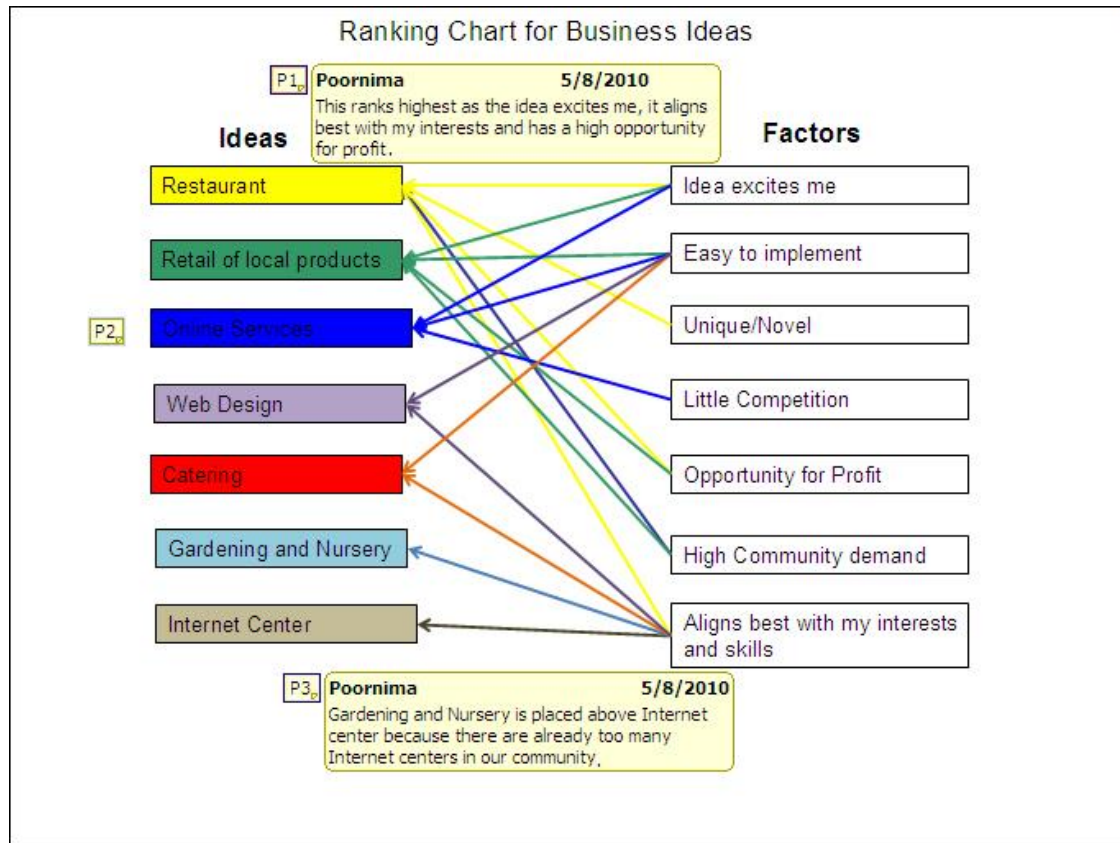 Ranking Chart for Business Ideas
P1
Poornima 5/8/2010
This ranks highest as the idea excites me, it aligns
best with my interests and has a high opportunity
for profit.
Ideas
Factors
Restaurant
Idea excites me
Retail of local products
Easy to implement
P2
Online Services
Unique/Novel
Web Design
Little Competition
Catering
Opportunity for Profit
Gardening and Nursery
High Community demand
Internet Center
Aligns best with my interests
and skills
P3
Poornima 5/8/2010
Gardening and Nursery is placed above Internet
center because there are already too many
Internet centers in our community.